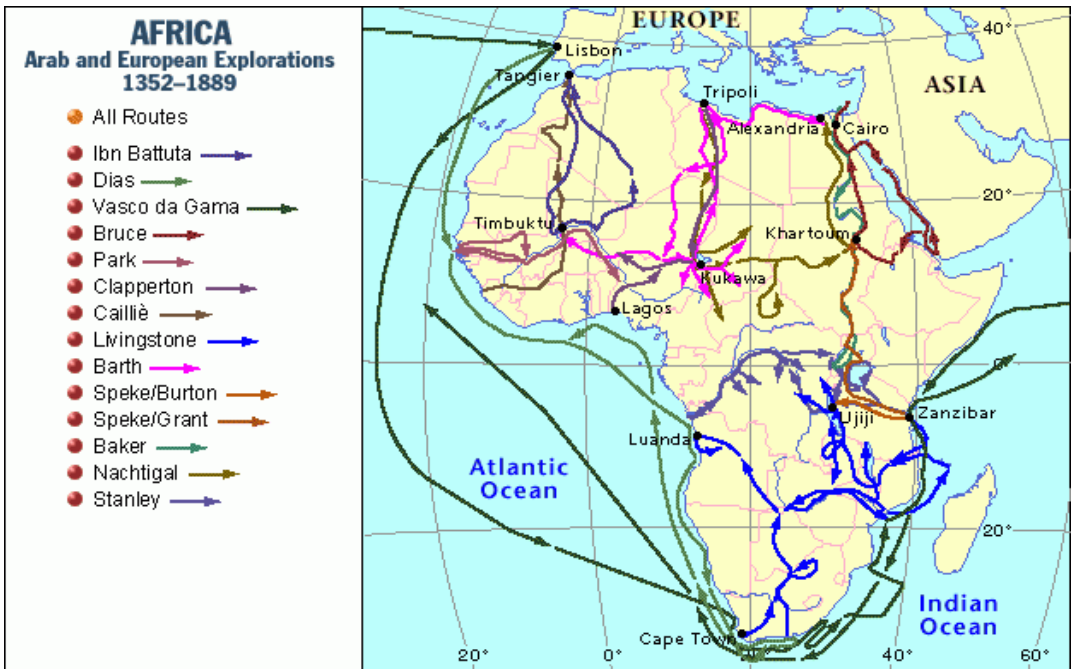 AFRICA
Arab and European Explorations
1352–1889
All Routes
Ibn Battuta
Dias
Vasco da Gama
Bruce
Park
Clapperton
Cailliè
Livingstone
Barth
Speke/Burton
Speke/Grant
Baker
Nachtigal
Stanley
EUROPE
40°
Lisbon
Tangier
Tripoli
ASIA
Alexandria
Cairo
20°
Timbuktu
Khartoum
Kukawa
Lagos
0°
Zanzibar
Ujiji
Luanda
Atlantic
Ocean
20°
Indian
Ocean
Cape Town
20°
0°
20°
40°
60°